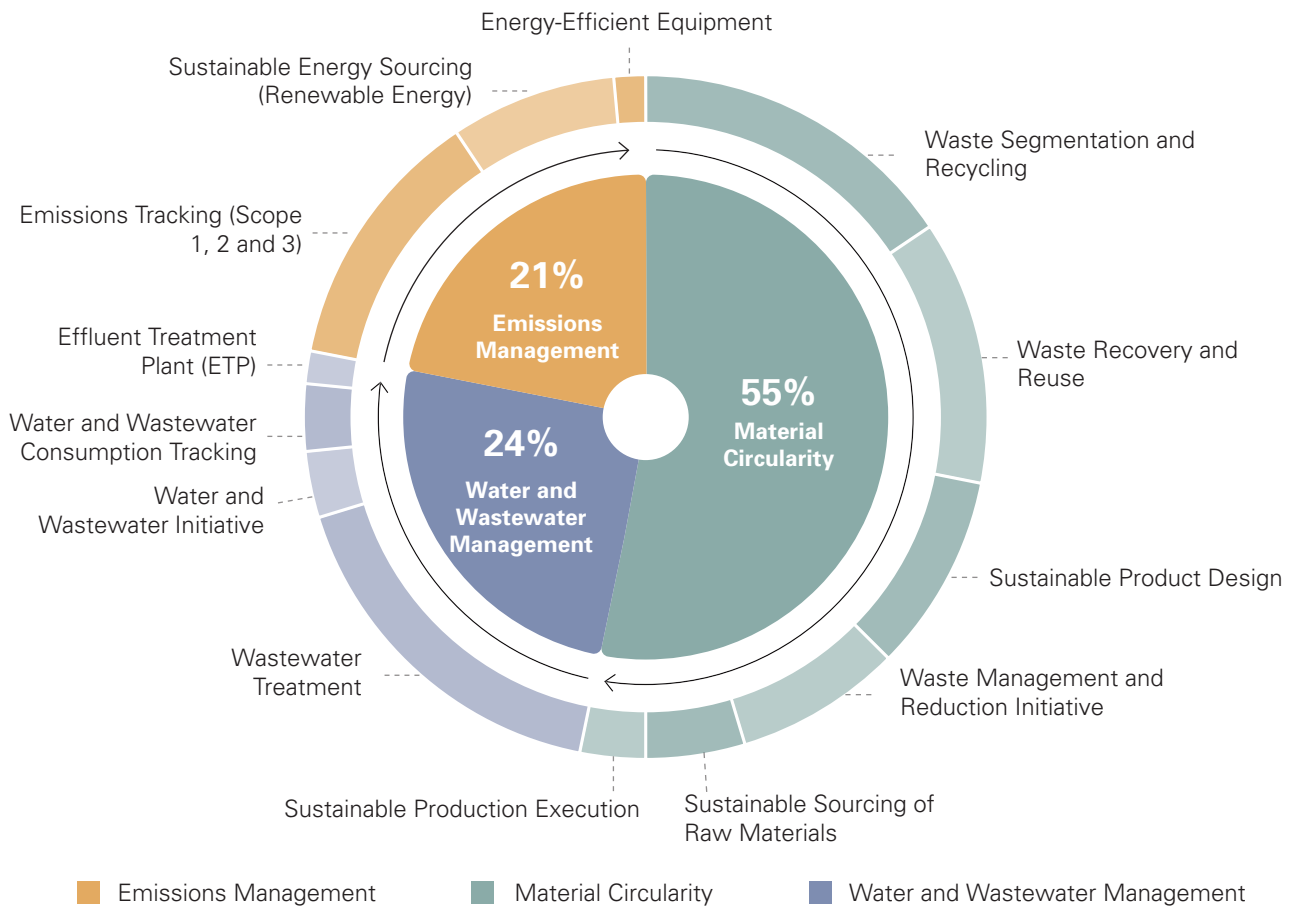 Energy-Efficient Equipment
Sustainable Energy Sourcing
(Renewable Energy)
Waste Segmentation and
Recycling
Emissions Tracking (Scope
1, 2 and 3)
21%
Emissions
Management
Effluent Treatment
Plant (ETP)
Waste Recovery and
Reuse
55%
Material
Circularity
Water and Wastewater
Consumption Tracking
24%
Water and
Wastewater
Management
Water and
Wastewater Initiative
Sustainable Product Design
Wastewater
Treatment
Waste Management and
Reduction Initiative
Sustainable Production Execution
Sustainable Sourcing of
Raw Materials
Emissions Management
Material Circularity
Water and Wastewater Management